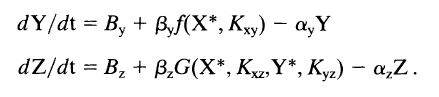 dY/dt = B_y + β_y f(X*, K_xy) − α_y Y
dZ/dt = B_z + β_z G(X*, K_xz, Y*, K_yz) − α_z Z .